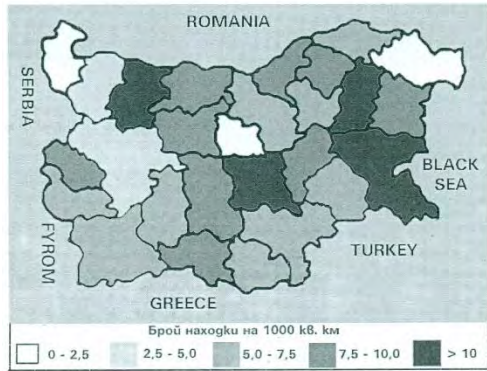 ROMANIA
SERBIA
BLACK
SEA
FYROM
TURKEY
GREECE
Брой находки на 1000 кв. км
0 - 2,5
2,5 - 5,0
5,0 - 7,5
7,5 - 10,0
> 10